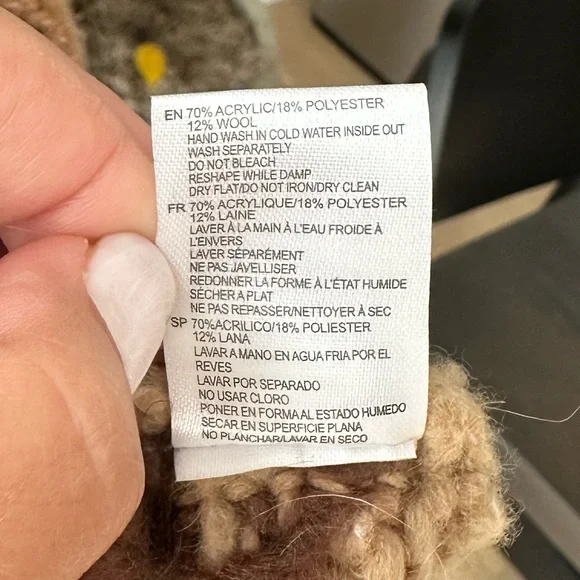 EN 70% ACRYLIC/18% POLYESTER
12% WOOL
HAND WASH IN COLD WATER INSIDE OUT
WASH SEPARATELY
DO NOT BLEACH
RESHAPE WHILE DAMP
DRY FLAT/DO NOT IRON/DRY CLEAN
FR 70% ACRYLIQUE/18% POLYESTER
12% LAINE
LAVER À LA MAIN À L'EAU FROIDE À
L'ENVERS
LAVER SÉPARÉMENT
NE PAS JAVELLISER
REDONNER LA FORME À L'ÉTAT HUMIDE
SÉCHER A PLAT
NE PAS REPASSER/NETTOYER À SEC
SP 70%ACRILICO/18% POLIESTER
12% LANA
LAVAR A MANO EN AGUA FRIA POR EL
REVES
LAVAR POR SEPARADO
NO USAR CLORO
PONER EN FORMA AL ESTADO HUMEDO
SECAR EN SUPERFICIE PLANA
NO PLANCHAR/LAVAR EN SECO